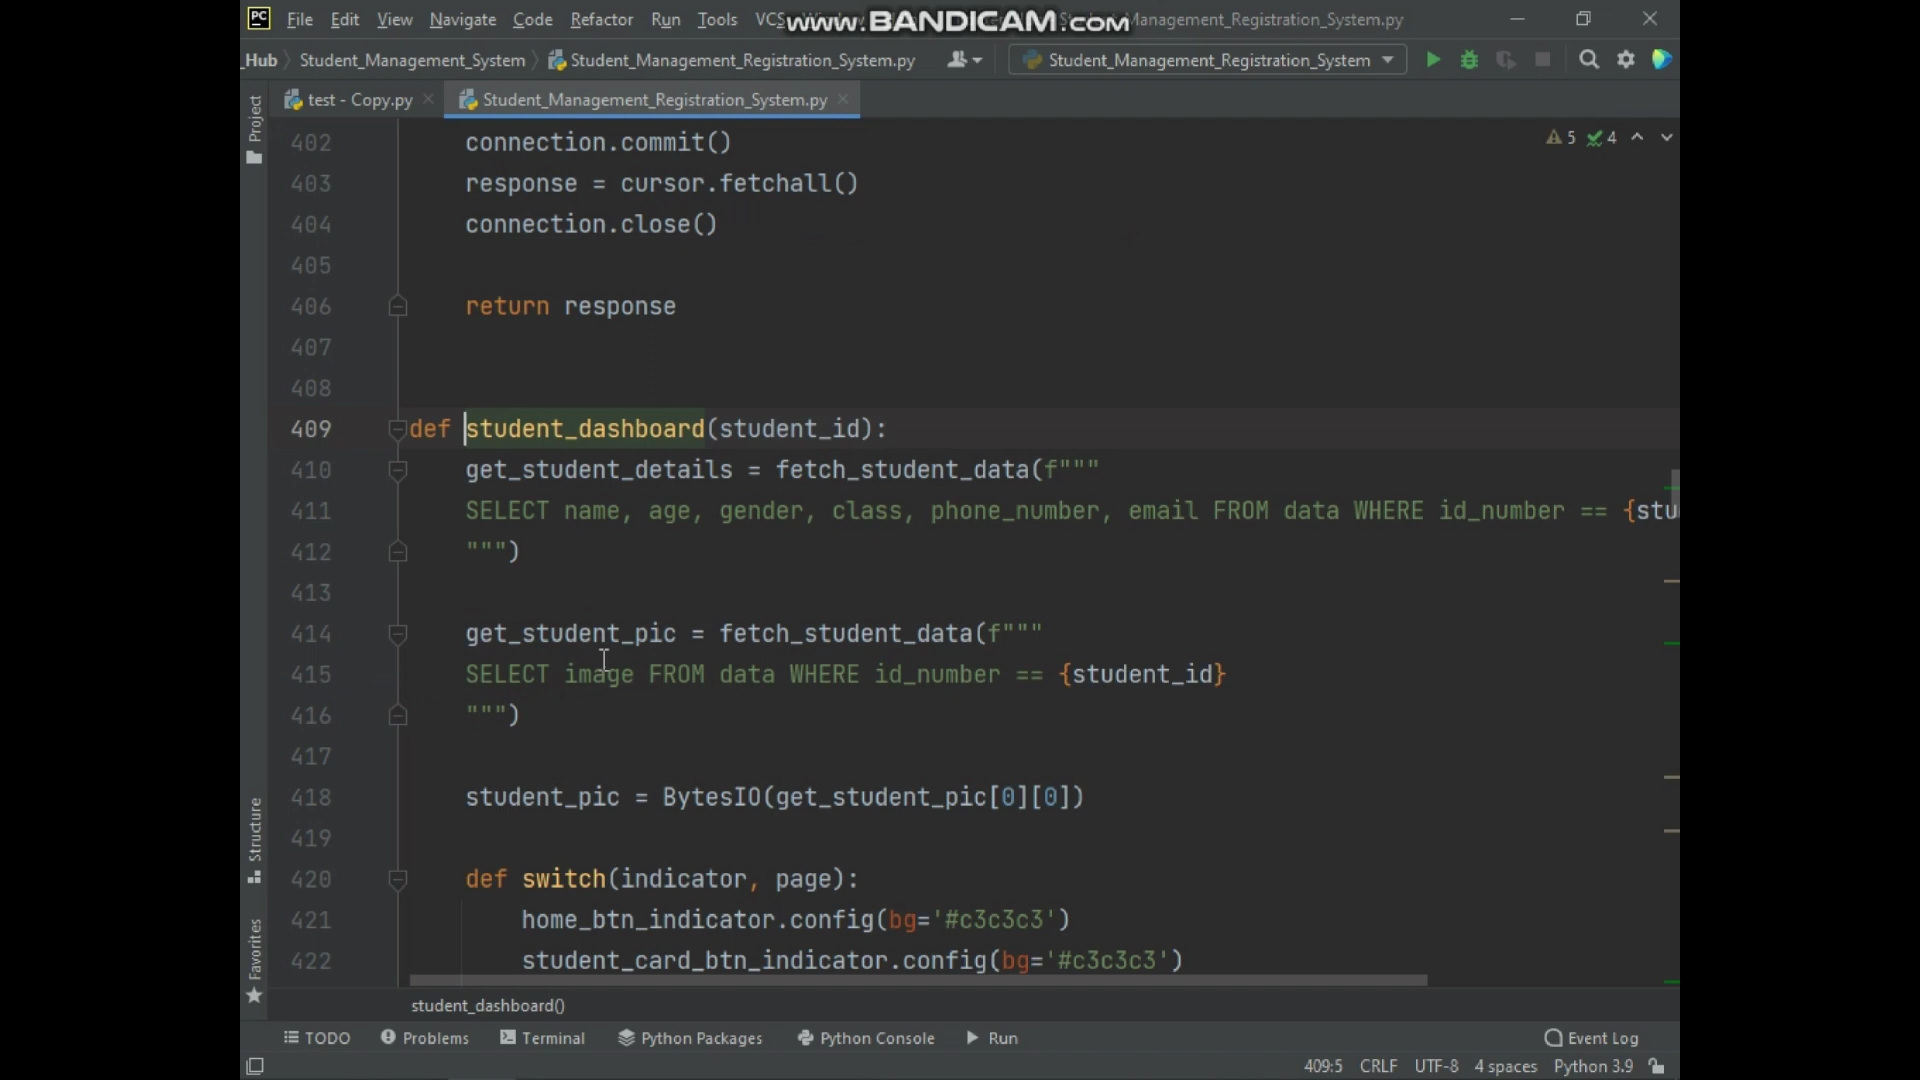 PC File Edit View Navigate Code Refactor Run Tools VCS Window Student_Management_Registration_System.py
www.BANDICAM.com
_Hub Student_Management_System Student_Management_Registration_System.py Student_Management_Registration_System
test - Copy.py Student_Management_Registration_System.py
Project
5 4
402 connection.commit()
403 response = cursor.fetchall()
404 connection.close()
405
406 return response
407
408
409 def student_dashboard(student_id):
410 get_student_details = fetch_student_data(f"""
411 SELECT name, age, gender, class, phone_number, email FROM data WHERE id_number == {stu
412 """)
413
414 get_student_pic = fetch_student_data(f"""
415 SELECT image FROM data WHERE id_number == {student_id}
416 """)
417
418 student_pic = BytesIO(get_student_pic[0][0])
419
420 def switch(indicator, page):
421 home_btn_indicator.config(bg='#c3c3c3')
422 student_card_btn_indicator.config(bg='#c3c3c3')
Structure
Favorites
student_dashboard()
TODO Problems Terminal Python Packages Python Console Run Event Log
409:5 CRLF UTF-8 4 spaces Python 3.9